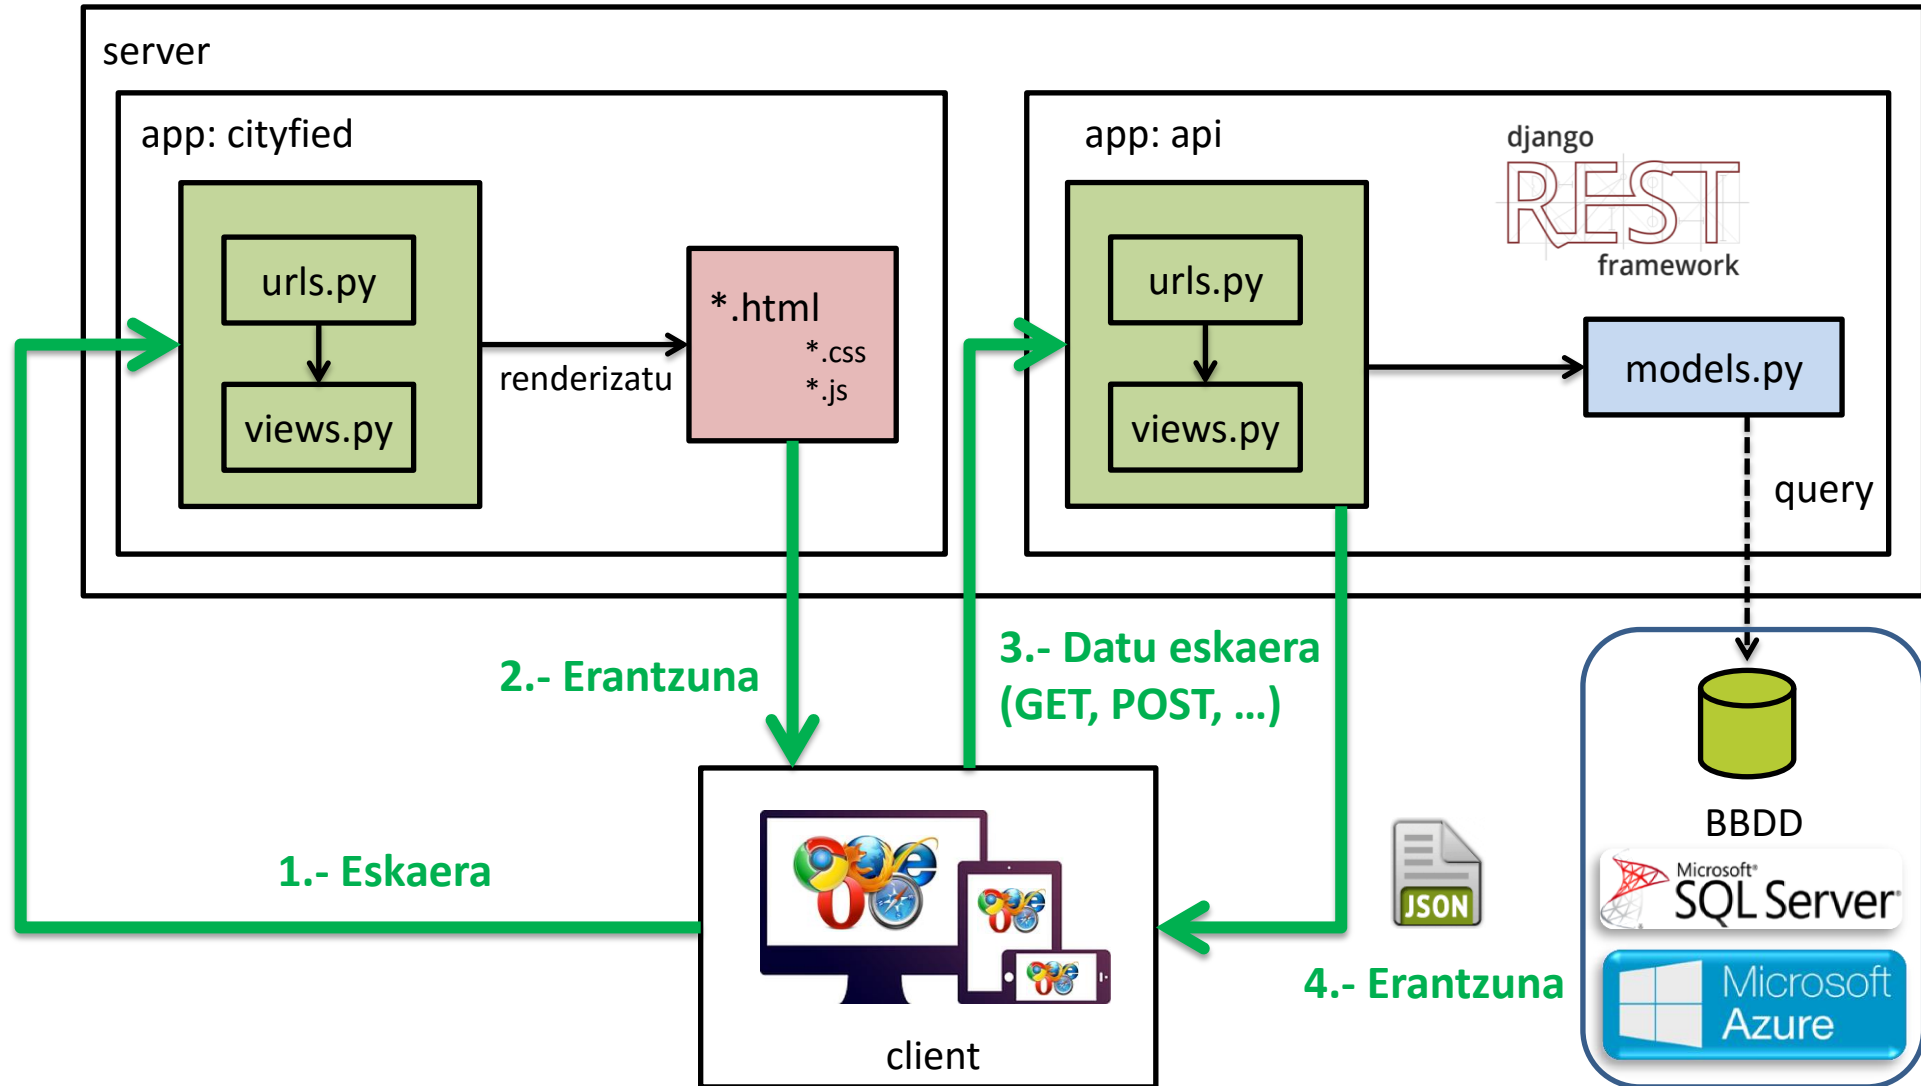 server
app: cityfied
urls.py
views.py
renderizatu
*.html
*.css
*.js
app: api
django
REST
framework
urls.py
views.py
models.py
query
2.- Erantzuna
3.- Datu eskaera
(GET, POST, ...)
1.- Eskaera
client
JSON
4.- Erantzuna
BBDD
Microsoft®
SQL Server®
Microsoft
Azure